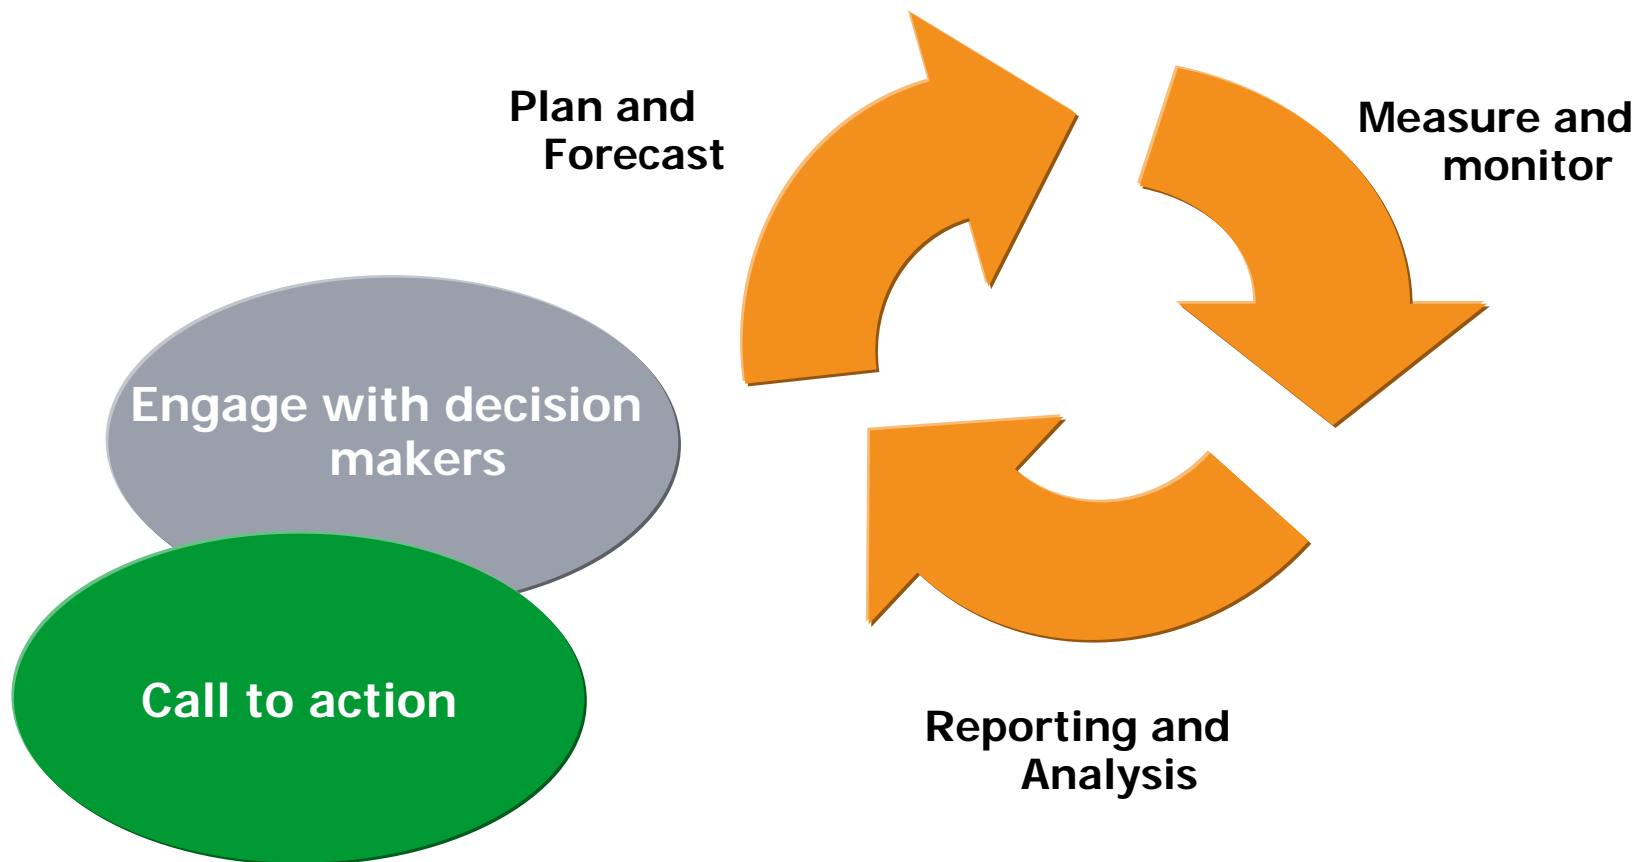 Plan and
Forecast
Measure and
monitor
Engage with decision
makers
Call to action
Reporting and
Analysis